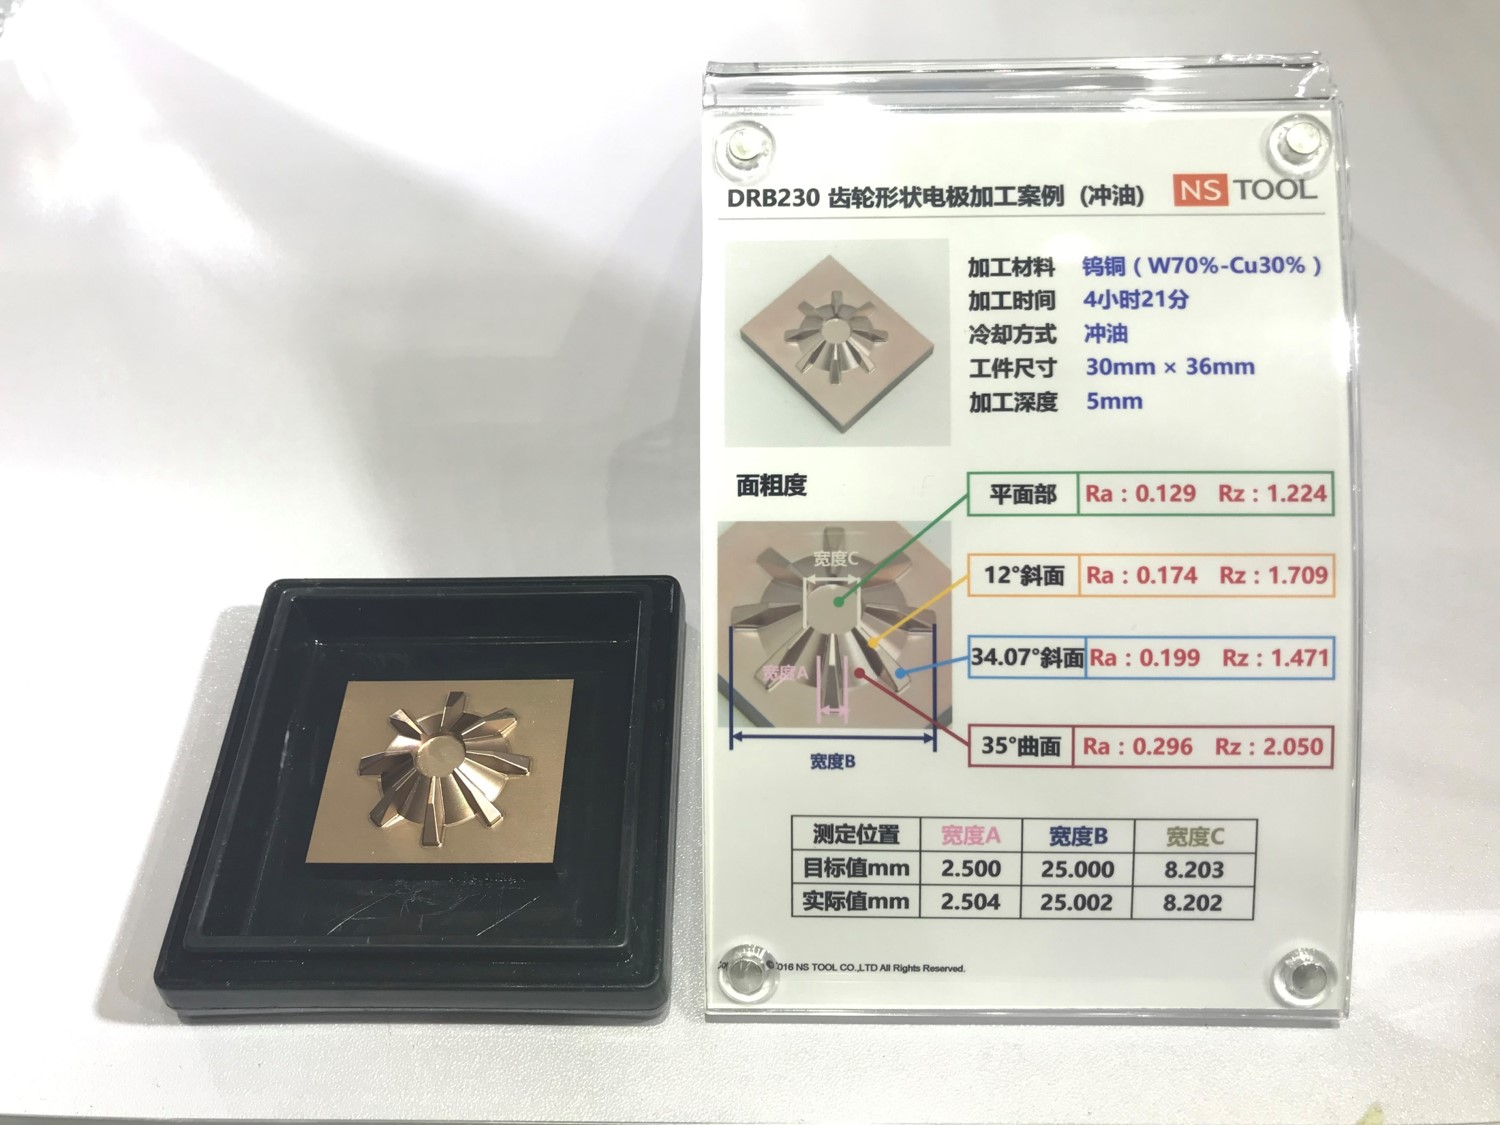 DRB230 齿轮形状电极加工案例 (冲油)
NS TOOL
加工材料 钨铜（W70%-Cu30%）
加工时间 4小时21分
冷却方式 冲油
工件尺寸 30mm × 36mm
加工深度 5mm
面粗度
平面部 Ra：0.129 Rz：1.224
12°斜面 Ra：0.174 Rz：1.709
34.07°斜面 Ra：0.199 Rz：1.471
35°曲面 Ra：0.296 Rz：2.050
宽度C
宽度A
宽度B
测定位置 宽度A 宽度B 宽度C
目标值mm 2.500 25.000 8.203
实际值mm 2.504 25.002 8.202
NS TOOL CO.,LTD All Rights Reserved.